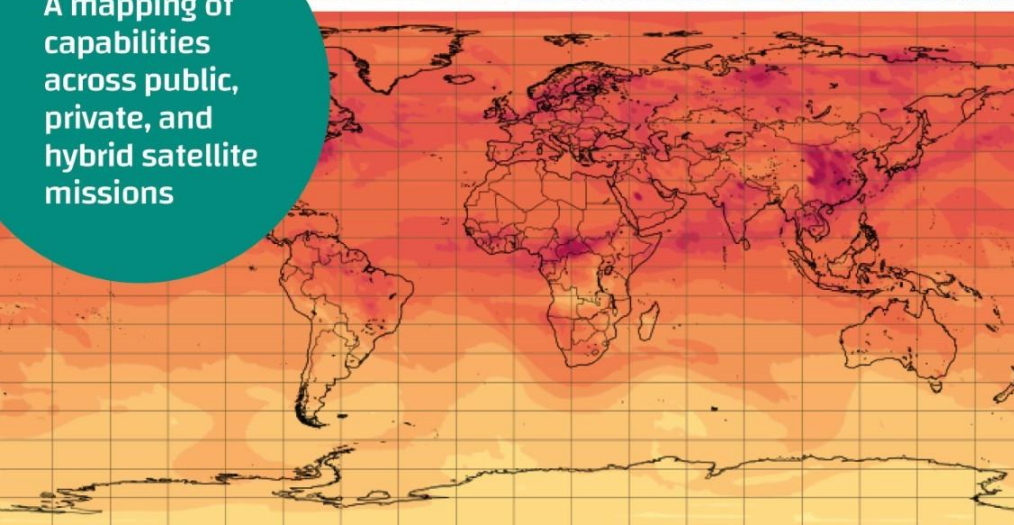 A mapping of
capabilities
across public,
private, and
hybrid satellite
missions